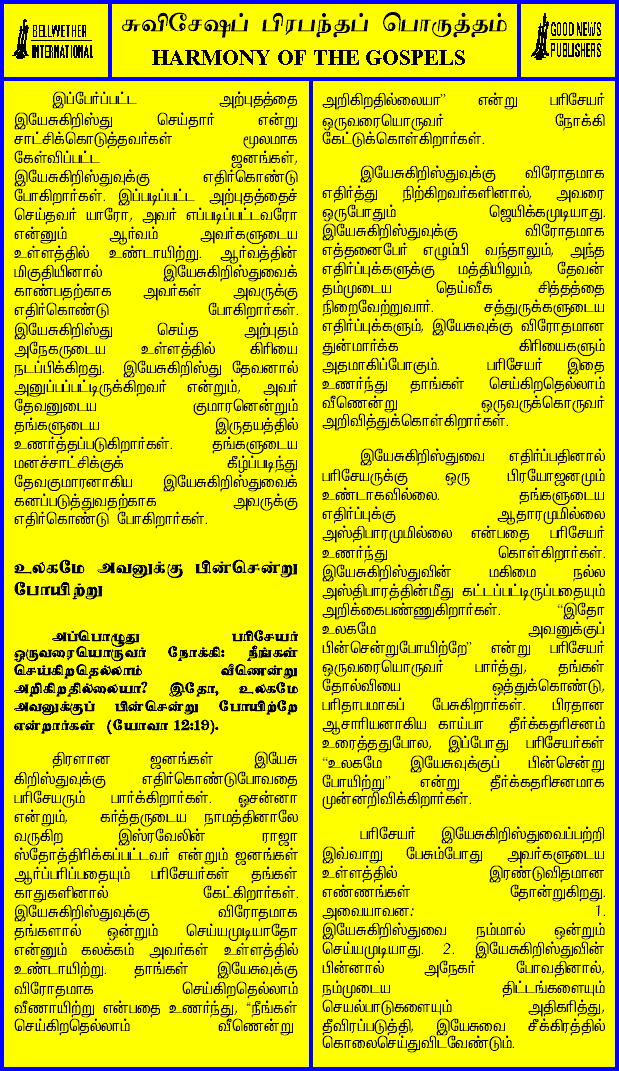 BELLWETHER
INTERNATIONAL
சுவிசேஷப் பிரபந்தப் பொருத்தம்
HARMONY OF THE GOSPELS
GOOD NEWS
PUBLISHERS
இப்பேர்ப்பட்ட அற்புதத்தை
இயேசுகிறிஸ்து செய்தார் என்று
சாட்சிக்கொடுத்தவர்கள் மூலமாக
கேள்விப்பட்ட ஜனங்கள்,
இயேசுகிறிஸ்துவுக்கு எதிர்கொண்டு
போகிறார்கள். இப்படிப்பட்ட அற்புதத்தைச்
செய்தவர் யாரோ, அவர் எப்படிப்பட்டவரோ
என்னும் ஆர்வம் அவர்களுடைய
உள்ளத்தில் உண்டாயிற்று. ஆர்வத்தின்
மிகுதியினால் இயேசுகிறிஸ்துவைக்
காண்பதற்காக அவர்கள் அவருக்கு
எதிர்கொண்டு போகிறார்கள்.
இயேசுகிறிஸ்து செய்த அற்புதம்
அநேகருடைய உள்ளத்தில் கிரியை
நடப்பிக்கிறது. இயேசுகிறிஸ்து தேவனால்
அனுப்பப்பட்டிருக்கிறவர் என்றும், அவர்
தேவனுடைய குமாரனென்றும்
தங்களுடைய இருதயத்தில்
உணர்த்தப்படுகிறார்கள். தங்களுடைய
மனச்சாட்சிக்குக் கீழ்ப்படிந்து
தேவகுமாரனாகிய இயேசுகிறிஸ்துவைக்
கனப்படுத்துவதற்காக அவருக்கு
எதிர்கொண்டு போகிறார்கள்.
உலகமே அவனுக்கு பின்சென்று
போயிற்று
அப்பொழுது பரிசேயர்
ஒருவரையொருவர் நோக்கி: நீங்கள்
செய்கிறதெல்லாம் வீணென்று
அறிகிறதில்லையா? இதோ, உலகமே
அவனுக்குப் பின்சென்று போயிற்றே
என்றார்கள் (யோவா 12:19).
திரளான ஜனங்கள் இயேசு
கிறிஸ்துவுக்கு எதிர்கொண்டுபோவதை
பரிசேயரும் பார்க்கிறார்கள். ஓசன்னா
என்றும், கர்த்தருடைய நாமத்தினாலே
வருகிற இஸ்ரவேலின் ராஜா
ஸ்தோத்திரிக்கப்பட்டவர் என்றும் ஜனங்கள்
ஆர்ப்பரிப்பதையும் பரிசேயர்கள் தங்கள்
காதுகளினால் கேட்கிறார்கள்.
இயேசுகிறிஸ்துவுக்கு விரோதமாக
தங்களால் ஒன்றும் செய்யமுடியாதோ
என்னும் கலக்கம் அவர்கள் உள்ளத்தில்
உண்டாயிற்று. தாங்கள் இயேசுவுக்கு
விரோதமாக செய்கிறதெல்லாம்
வீணாயிற்று என்பதை உணர்ந்து, “நீங்கள்
செய்கிறதெல்லாம் வீணென்று
அறிகிறதில்லையா” என்று பரிசேயர்
ஒருவரையொருவர் நோக்கி
கேட்டுக்கொள்கிறார்கள்.
இயேசுகிறிஸ்துவுக்கு விரோதமாக
எதிர்த்து நிற்கிறவர்களினால், அவரை
ஒருபோதும் ஜெயிக்கமுடியாது.
இயேசுகிறிஸ்துவுக்கு விரோதமாக
எத்தனைபேர் எழும்பி வந்தாலும், அந்த
எதிர்ப்புக்களுக்கு மத்தியிலும், தேவன்
தம்முடைய தெய்வீக சித்தத்தை
நிறைவேற்றுவார். சத்துருக்களுடைய
எதிர்ப்புக்களும், இயேசுவுக்கு விரோதமான
துன்மார்க்க கிரியைகளும்
அதமாகிப்போகும். பரிசேயர் இதை
உணர்ந்து தாங்கள் செய்கிறதெல்லாம்
வீணென்று ஒருவருக்கொருவர்
அறிவித்துக்கொள்கிறார்கள்.
இயேசுகிறிஸ்துவை எதிர்ப்பதினால்
பரிசேயருக்கு ஒரு பிரயோஜனமும்
உண்டாகவில்லை. தங்களுடைய
எதிர்ப்புக்கு ஆதாரமுமில்லை
அஸ்திபாரமுமில்லை என்பதை பரிசேயர்
உணர்ந்து கொள்கிறார்கள்.
இயேசுகிறிஸ்துவின் மகிமை நல்ல
அஸ்திபாரத்தின்மீது கட்டப்பட்டிருப்பதையும்
அறிக்கைபண்ணுகிறார்கள். “இதோ
உலகமே அவனுக்குப்
பின்சென்றுபோயிற்றே” என்று பரிசேயர்
ஒருவரையொருவர் பார்த்து, தங்கள்
தோல்வியை ஒத்துக்கொண்டு,
பரிதாபமாகப் பேசுகிறார்கள். பிரதான
ஆசாரியனாகிய காய்பா தீர்க்கதரிசனம்
உரைத்ததுபோல, இப்போது பரிசேயர்கள்
“உலகமே இயேசுவுக்குப் பின்சென்று
போயிற்று” என்று தீர்க்கதரிசனமாக
முன்னறிவிக்கிறார்கள்.
பரிசேயர் இயேசுகிறிஸ்துவைப்பற்றி
இவ்வாறு பேசும்போது அவர்களுடைய
உள்ளத்தில் இரண்டுவிதமான
எண்ணங்கள் தோன்றுகிறது.
அவையாவன: 1.
இயேசுகிறிஸ்துவை நம்மால் ஒன்றும்
செய்யமுடியாது. 2. இயேசுகிறிஸ்துவின்
பின்னால் அநேகர் போவதினால்,
நம்முடைய திட்டங்களையும்
செயல்பாடுகளையும் அதிகரித்து,
தீவிரப்படுத்தி, இயேசுவை சீக்கிரத்தில்
கொலைசெய்துவிடவேண்டும்.